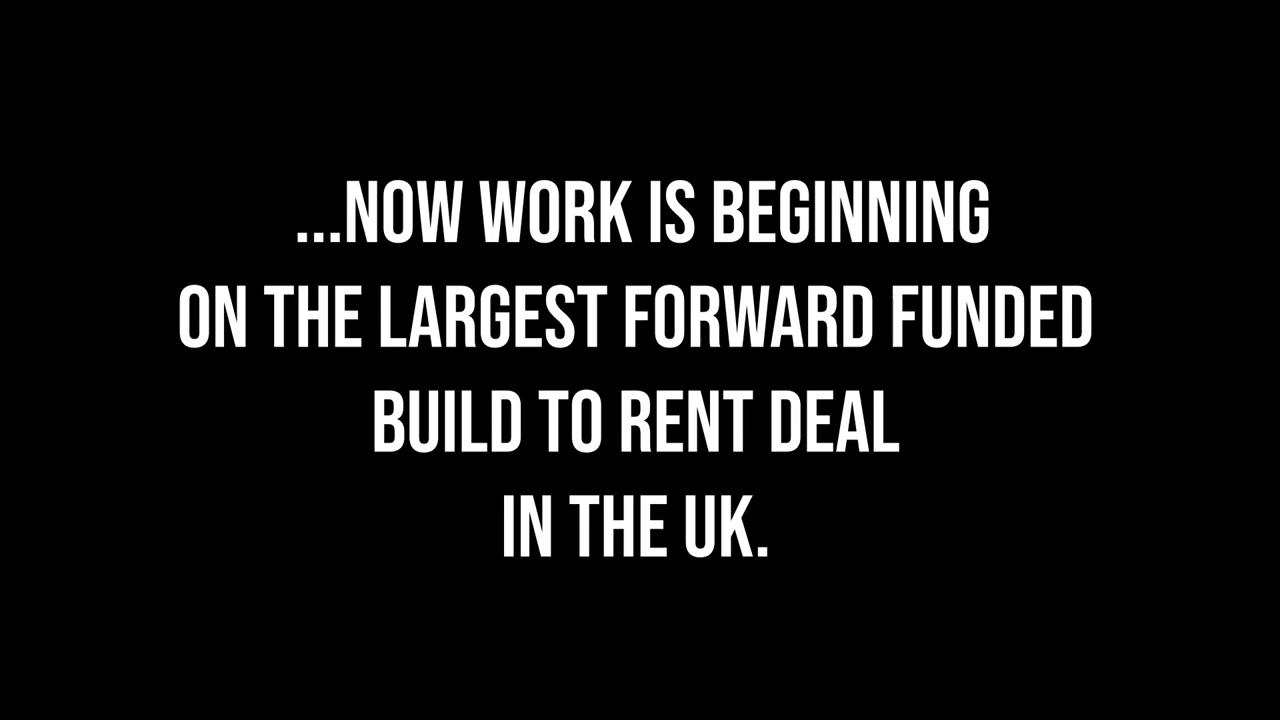 ...NOW WORK IS BEGINNING
ON THE LARGEST FORWARD FUNDED
BUILD TO RENT DEAL
IN THE UK.